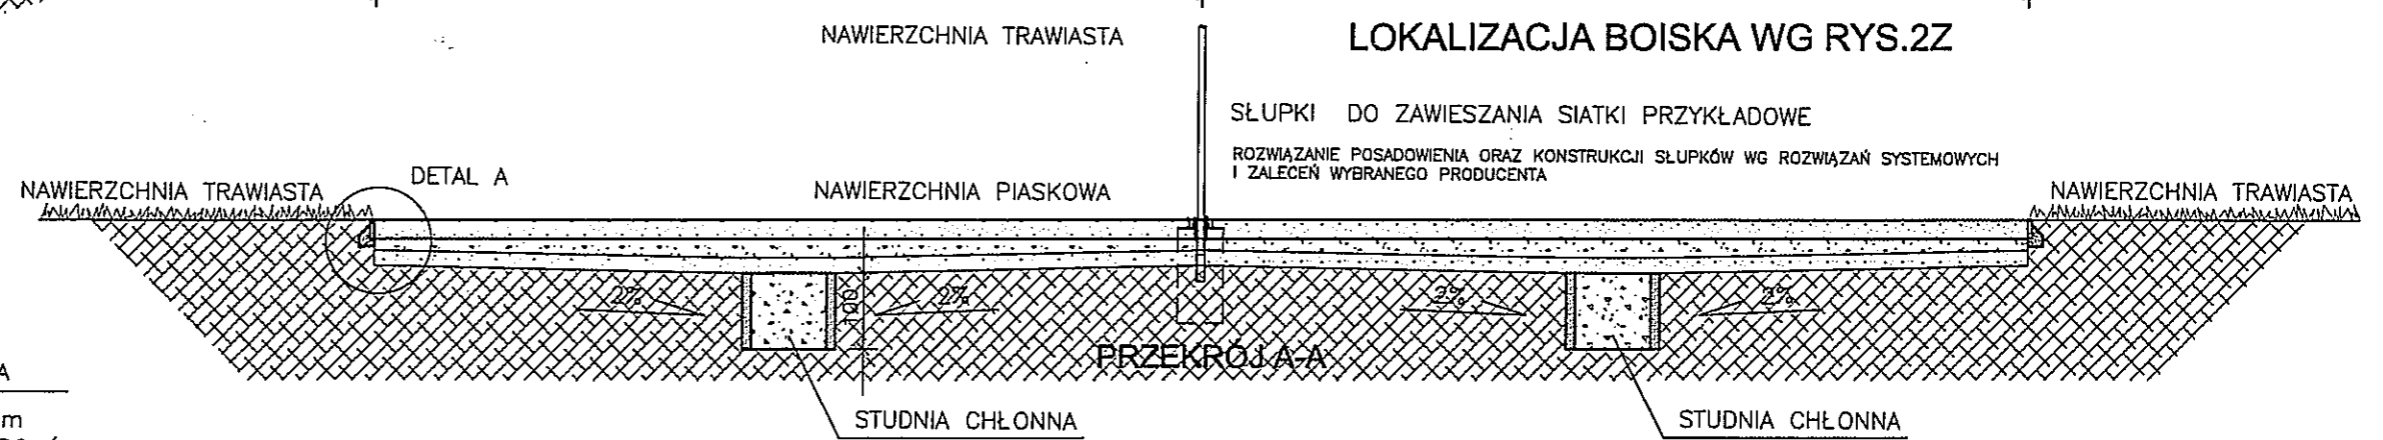 NAWIERZCHNIA TRAWIASTA
LOKALIZACJA BOISKA WG RYS.2Z
SŁUPKI DO ZAWIESZANIA SIATKI PRZYKŁADOWE
ROZWIĄZANIE POSADOWIENIA ORAZ KONSTRUKCJI SŁUPKÓW WG ROZWIĄZAŃ SYSTEMOWYCH
I ZALECEŃ WYBRANEGO PRODUCENTA
NAWIERZCHNIA TRAWIASTA
DETAL A
NAWIERZCHNIA PIASKOWA
NAWIERZCHNIA TRAWIASTA
2%
100
2%
2%
2%
PRZEKRÓJ A-A
A
m
STUDNIA CHŁONNA
STUDNIA CHŁONNA